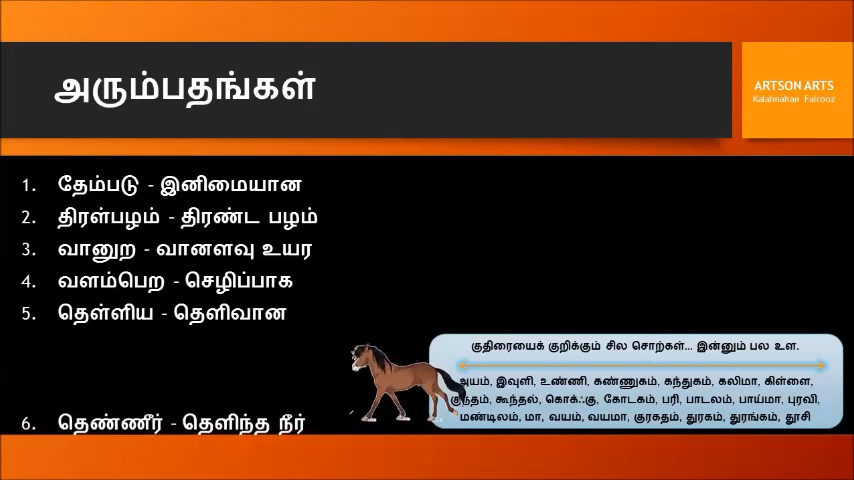 அரும்பதங்கள்
ARTSON ARTS
Kalaimahan Fairooz
1. தேம்படு - இனிமையான
2. திரள்பழம் - திரண்ட பழம்
3. வானுற - வானளவு உயர
4. வளம்பெற - செழிப்பாக
5. தெள்ளிய - தெளிவான
குதிரையைக் குறிக்கும் சில சொற்கள்... இன்னும் பல உள.
அயம், இவுளி, உண்ணி, கண்ணுகம், கந்துகம், கலிமா, கிள்ளை,
குந்தம், கூந்தல், கொக்ஃகு, கோடகம், பரி, பாடலம், பாய்மா, புரவி,
மண்டிலம், மா, வயம், வயமா, குரகதம், துரகம், துரங்கம், தூசி
6. தெண்ணீர் - தெளிந்த நீர்